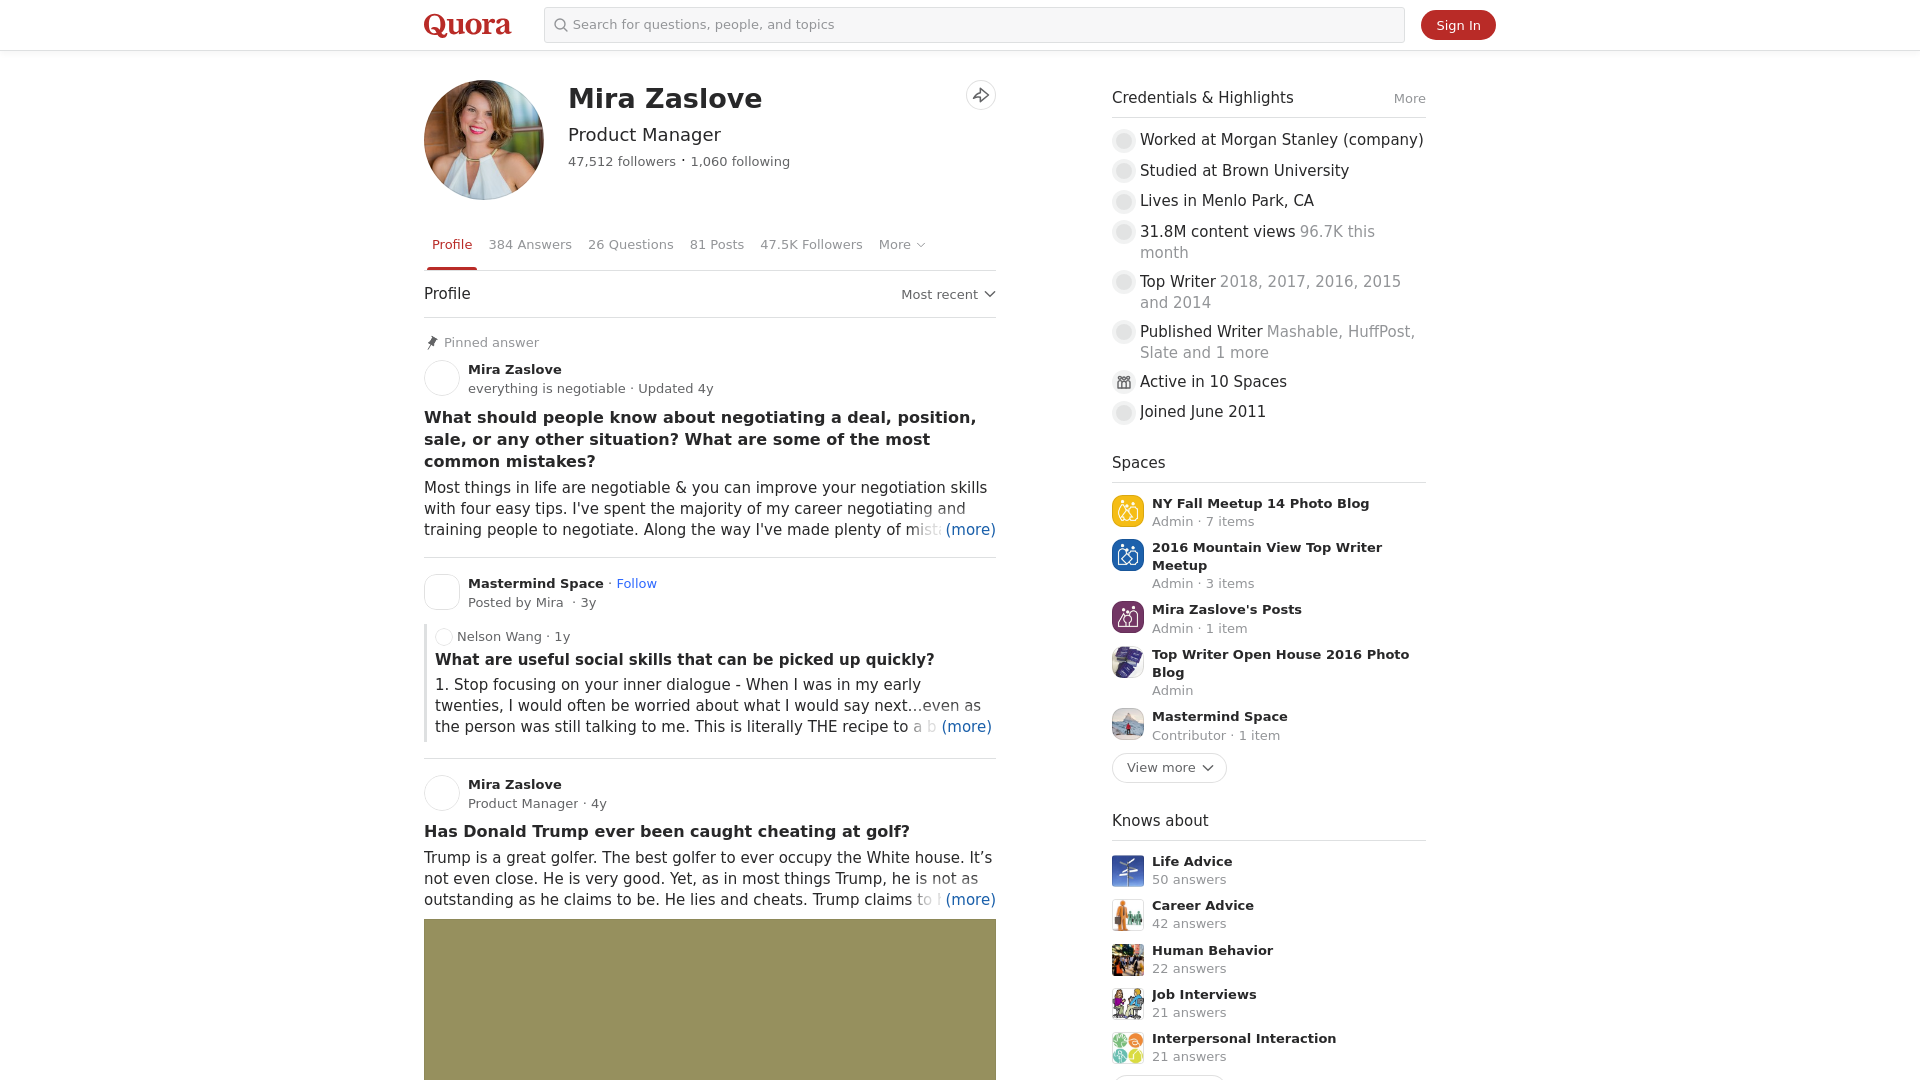 Quora
Search for questions, people, and topics
Sign In
Mira Zaslove
Product Manager
47,512 followers · 1,060 following
Profile
384 Answers
26 Questions
81 Posts
47.5K Followers
More
Profile
Most recent
Pinned answer
Mira Zaslove
everything is negotiable · Updated 4y
What should people know about negotiating a deal, position,
sale, or any other situation? What are some of the most
common mistakes?
Most things in life are negotiable & you can improve your negotiation skills
with four easy tips. I've spent the majority of my career negotiating and
training people to negotiate. Along the way I've made plenty of (more)
Mastermind Space · Follow
Posted by Mira · 3y
Nelson Wang · 1y
What are useful social skills that can be picked up quickly?
1. Stop focusing on your inner dialogue - When I was in my early
twenties, I would often be worried about what I would say next…even as
the person was still talking to me. This is literally THE recipe to a (more)
Mira Zaslove
Product Manager · 4y
Has Donald Trump ever been caught cheating at golf?
Trump is a great golfer. The best golfer to ever occupy the White house. It’s
not even close. He is very good. Yet, as in most things Trump, he is not as
outstanding as he claims to be. He lies and cheats. Trump claims to (more)
Credentials & Highlights
More
Worked at Morgan Stanley (company)
Studied at Brown University
Lives in Menlo Park, CA
31.8M content views 96.7K this
month
Top Writer 2018, 2017, 2016, 2015
and 2014
Published Writer Mashable, HuffPost,
Slate and 1 more
Active in 10 Spaces
Joined June 2011
Spaces
NY Fall Meetup 14 Photo Blog
Admin · 7 items
2016 Mountain View Top Writer
Meetup
Admin · 3 items
Mira Zaslove's Posts
Admin · 1 item
Top Writer Open House 2016 Photo
Blog
Admin
Mastermind Space
Contributor · 1 item
View more
Knows about
Life Advice
50 answers
Career Advice
42 answers
Human Behavior
22 answers
Job Interviews
21 answers
Interpersonal Interaction
21 answers